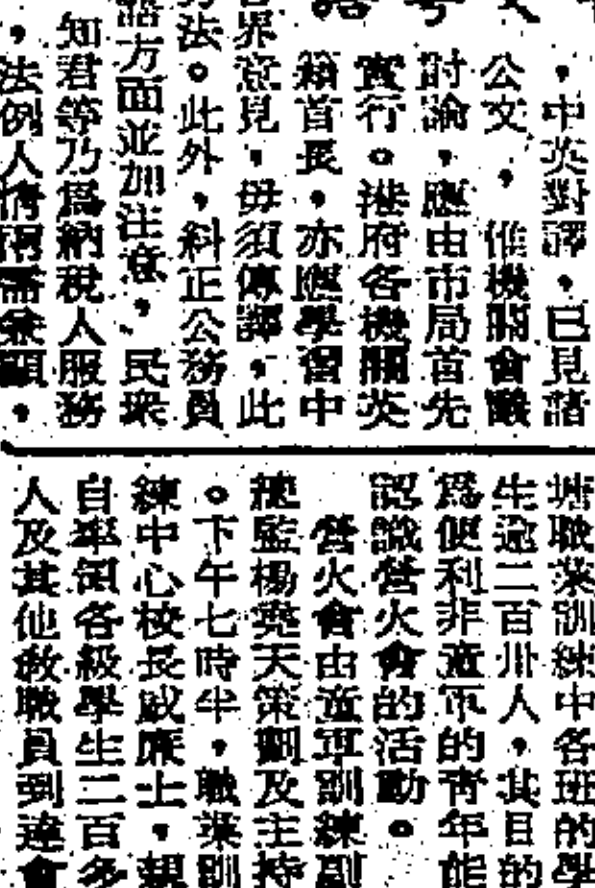 ，中英對譯，已見諸
公文，惟機關會議
討論，應由市局首先
實行。港府各機關英
籍首長，亦應學習中
界意見，毋須傳譯，此
法。此外，糾正公務員
語方面並加注意，民衆
知君等乃爲納稅人服務
，法例人情兩需兼顧，
塘職業訓練中各班的學
生逾二百卅人，其目的
爲便利非童軍的靑年能
認識營火會的活動。
營火會由童軍訓練副
總監楊堯天策劃及主持
。下午七時半，職業訓
練中心校長威廉士，親
自率領各級學生二百多
人及其他敎職員到達會